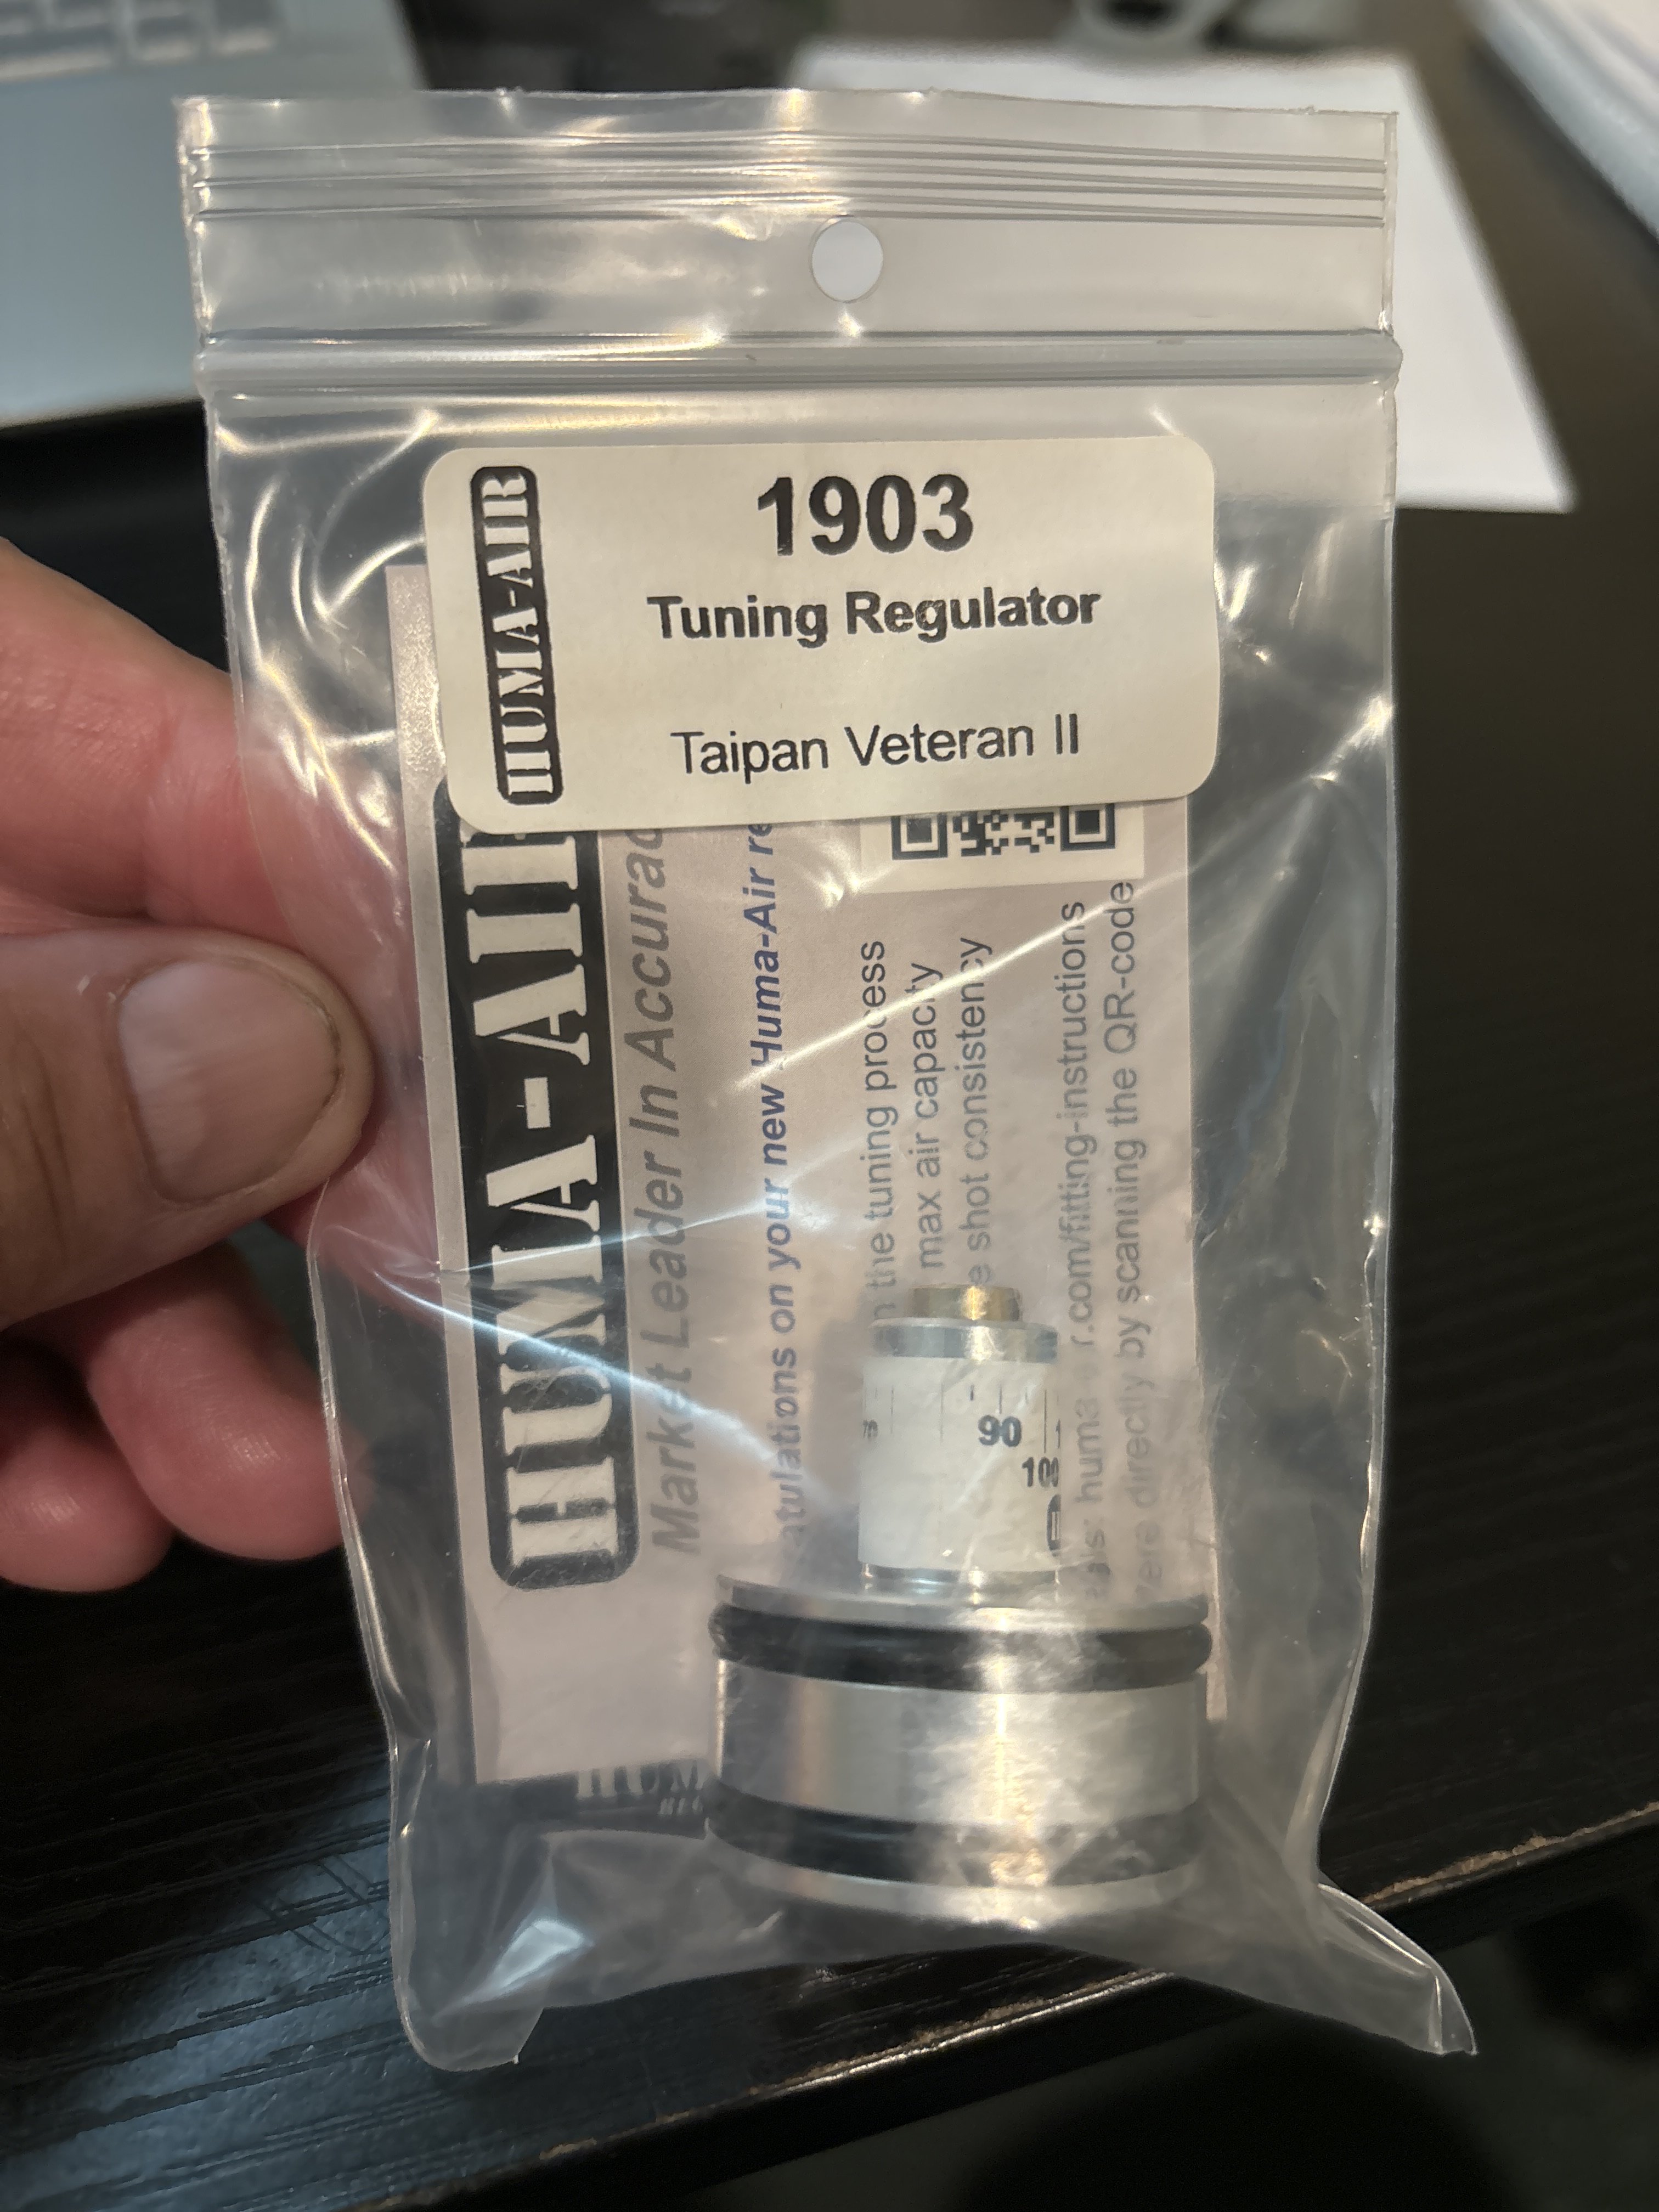 HUMA-AIR
1903
Tuning Regulator
Taipan Veteran II
HUMA-AI
Market Leader In Accurac
on your new Huma-Air re
the tuning process
max air capacity
shot consistency
.com/fitting-instructions
directly by scanning the QR-code
90
100
HUM